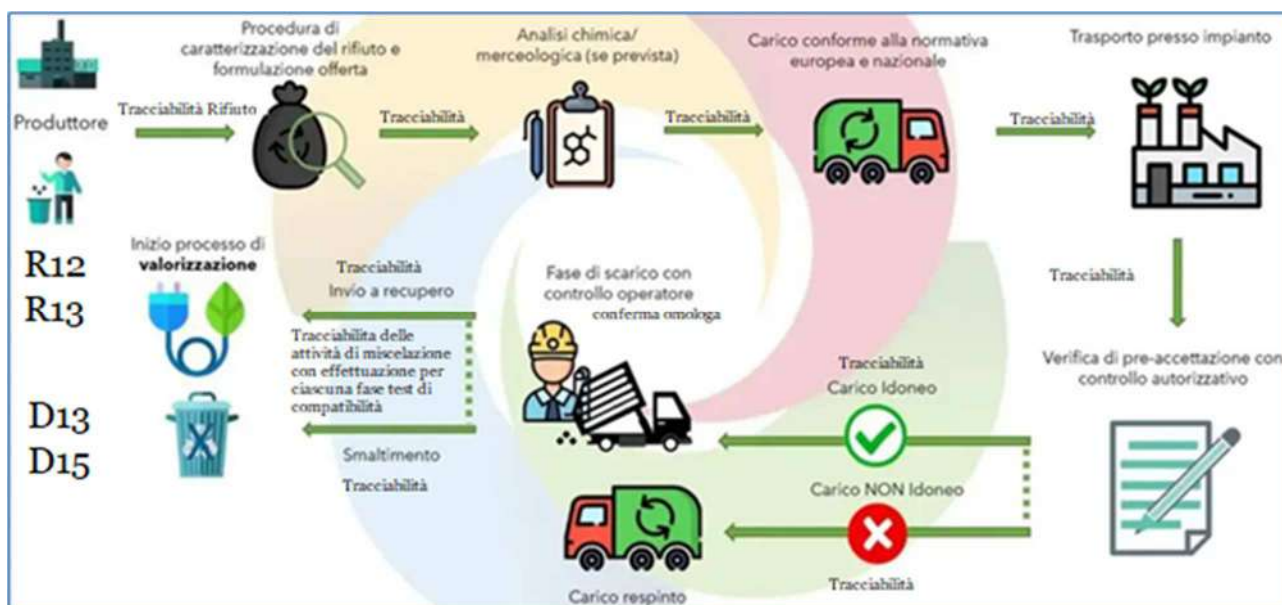 Procedura di
caratterizzazione del rifiuto e
formulazione offerta
Analisi chimica/
merceologica (se prevista)
Carico conforme alla normativa
europea e nazionale
Trasporto presso impianto
Produttore
Tracciabilità Rifiuto
Tracciabilità
Tracciabilità
Tracciabilità
Tracciabilità
Verifica di pre-accettazione con
controllo autorizzativo
Tracciabilità
Carico Idoneo
Carico NON Idoneo
Tracciabilità
Fase di scarico con
controllo operatore
conferma omologa
Carico respinto
Tracciabilità
Invio a recupero
Tracciabilita delle
attività di miscelazione
con effettuazione per
ciascuna fase test di
compatibilità
Smaltimento
Tracciabilità
Inizio processo di
valorizzazione
R12
R13
D13
D15